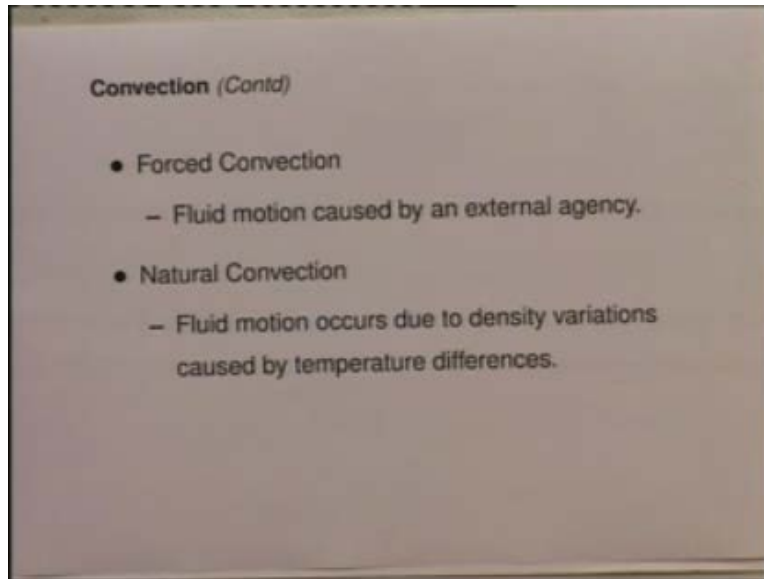 Convection (Contd)
● Forced Convection
– Fluid motion caused by an external agency.
● Natural Convection
– Fluid motion occurs due to density variations
caused by temperature differences.